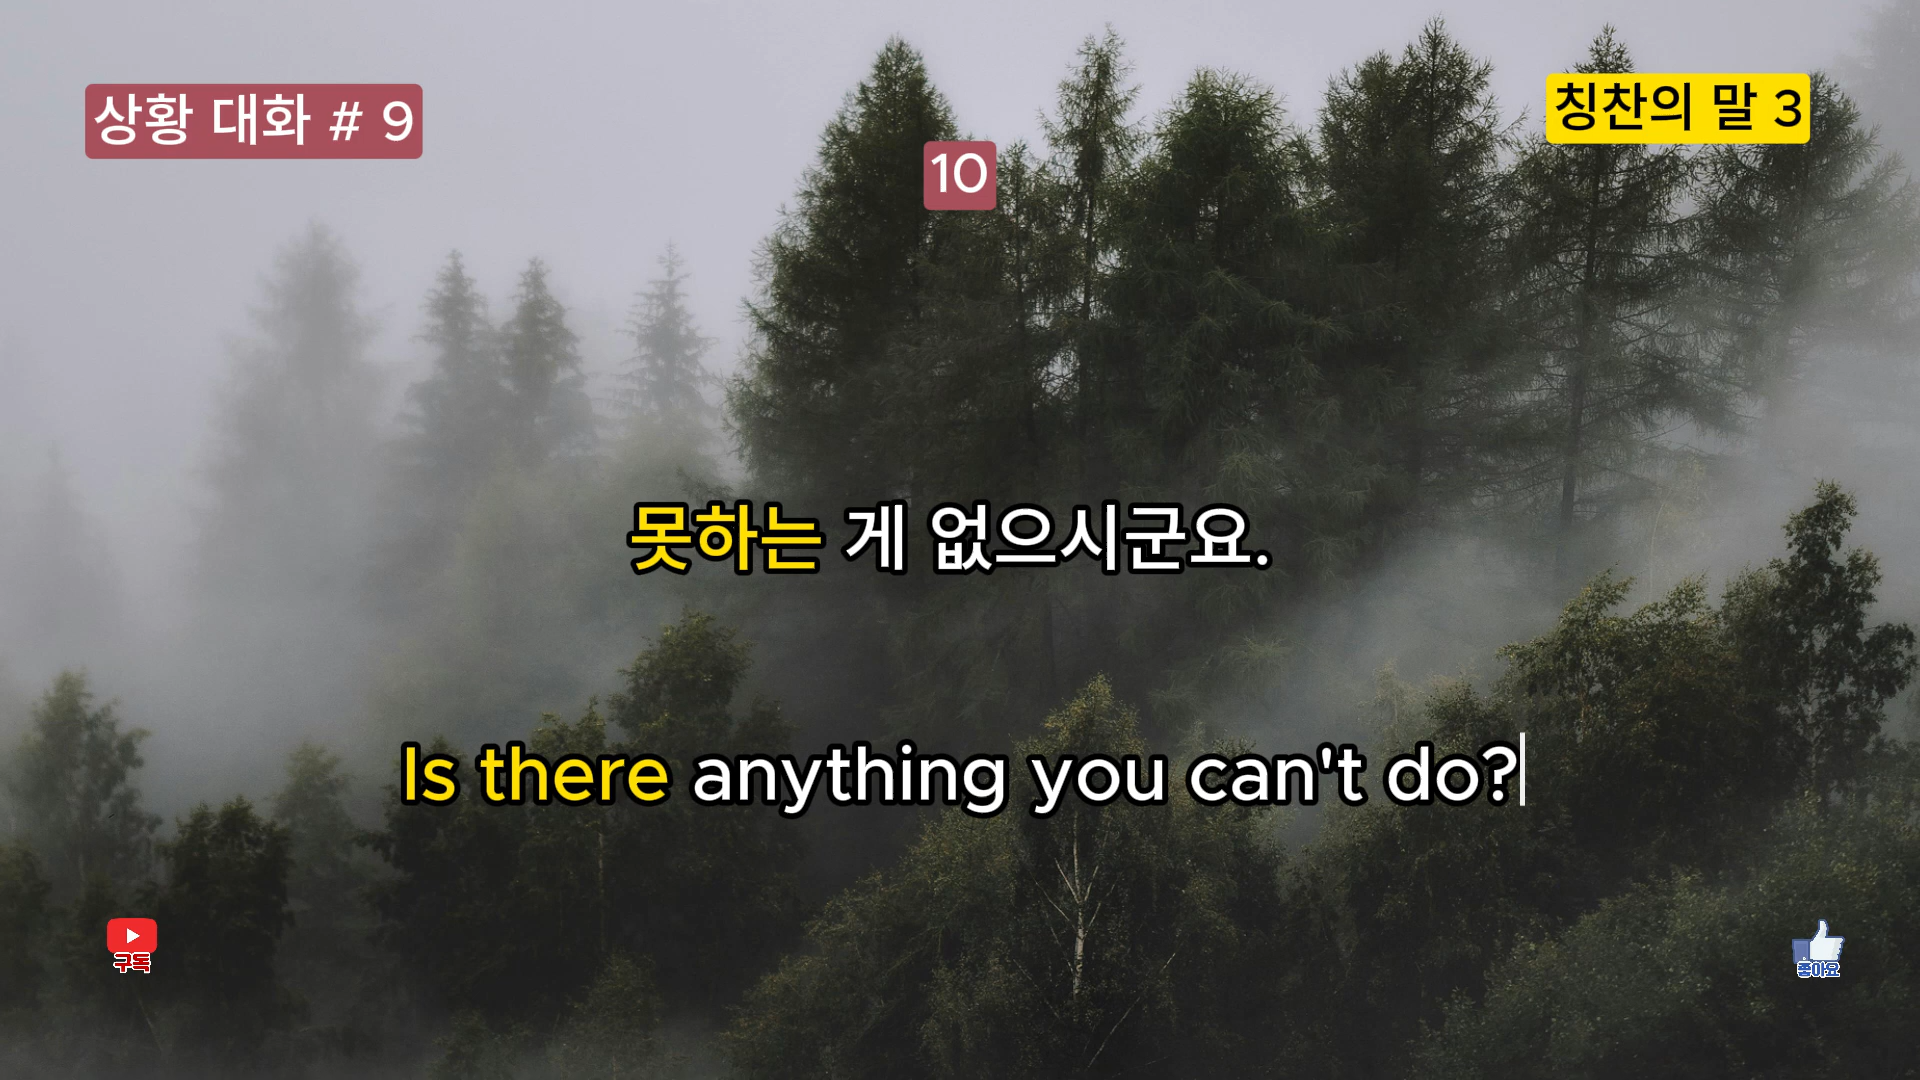 상황 대화 # 9
칭찬의 말 3
10
못하는 게 없으시군요.
Is there anything you can't do?
구독
좋아요